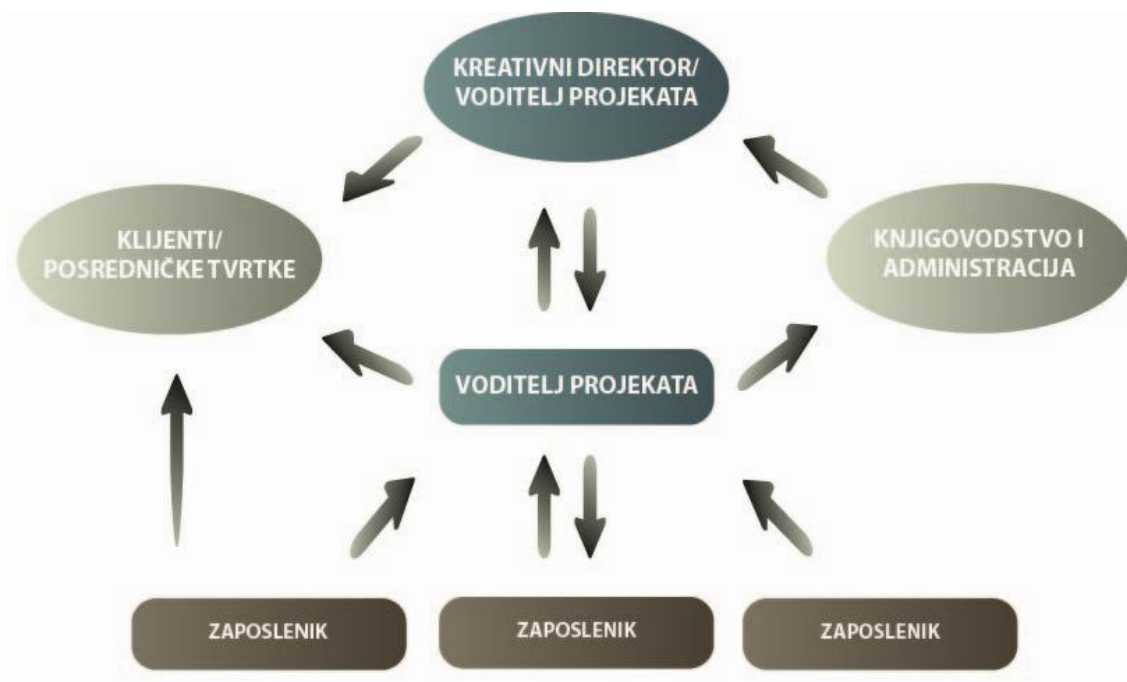 KREATIVNI DIREKTOR/
VODITELJ PROJEKATA
KLIJENTI/
POSREDNIČKE TVRTKE
KNJIGOVODSTVO I
ADMINISTRACIJA
VODITELJ PROJEKATA
ZAPOSLENIK
ZAPOSLENIK
ZAPOSLENIK